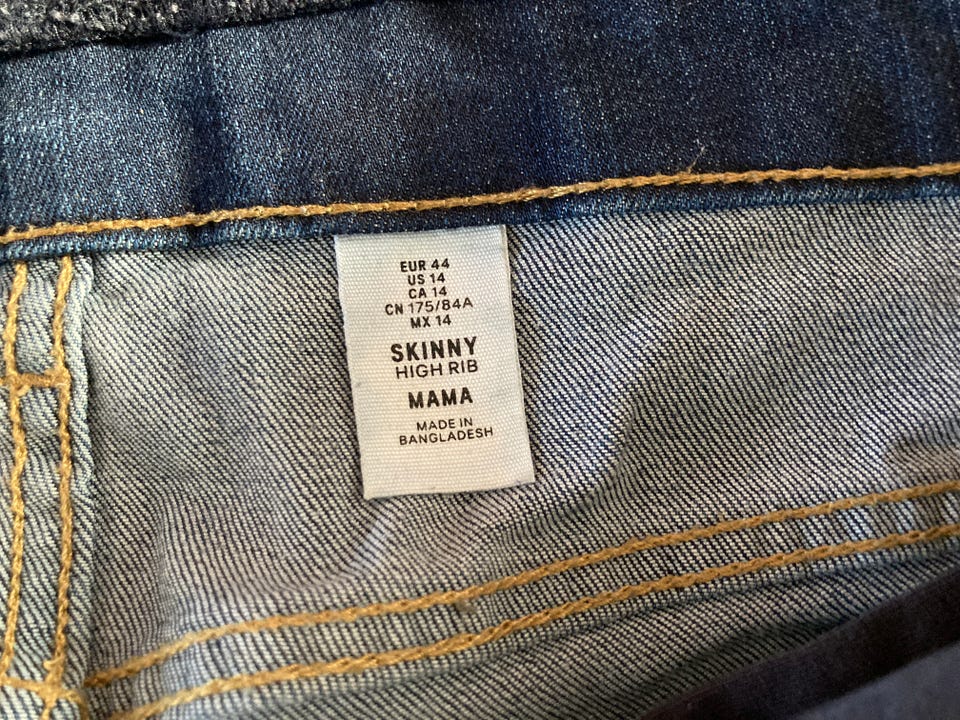 EUR 44
US 14
CA 14
CN 175/84A
MX 14
SKINNY
HIGH RIB
MAMA
MADE IN
BANGLADESH